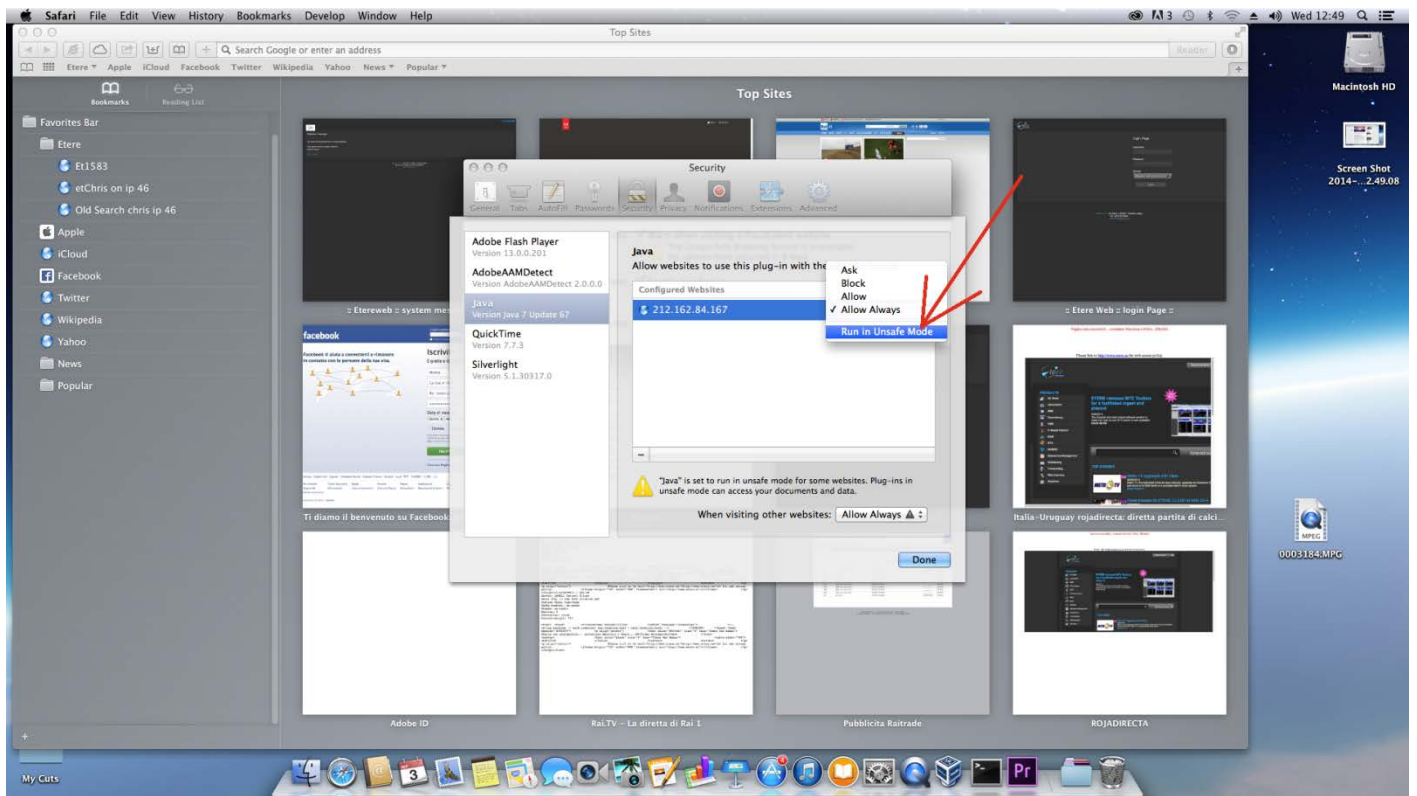 Safari File Edit View History Bookmarks Develop Window Help
3 Wed 12:49
Top Sites
Search Google or enter an address
Reader
Etere Apple iCloud Facebook Twitter Wikipedia Yahoo News Popular
Bookmarks Reading List
Top Sites
Favorites Bar
Etere
Et1583
etChris on ip 46
Old Search chris ip 46
Apple
iCloud
Facebook
Twitter
Wikipedia
Yahoo
News
Popular
Security
General Tabs AutoFill Passwords Security Privacy Notifications Extensions Advanced
Adobe Flash Player
Version 13.0.0.201
AdobeAAMDetect
Version AdobeAAMDetect 2.0.0.0
Java
Version Java 7 Update 67
QuickTime
Version 7.7.3
Silverlight
Version 5.1.30317.0
Java
Allow websites to use this plug-in with the
Configured Websites
212.162.84.167
Ask
Block
Allow
✓ Allow Always
Run in Unsafe Mode
"Java" is set to run in unsafe mode for some websites. Plug-ins in
unsafe mode can access your documents and data.
When visiting other websites: Allow Always
Done
:: Etereweb :: system mes
:: Etere Web :: login Page ::
facebook
Iscrivi
Ti diamo il benvenuto su Facebook
Italia-Uruguay rojadirecta: diretta partita di calci...
Adobe ID
Rai.TV - La diretta di Rai 1
Pubblicita Raitrade
ROJADIRECTA
Macintosh HD
Screen Shot
2014-...2.49.08
MPEG
0003184.MPG
My Cuts
3
Pr